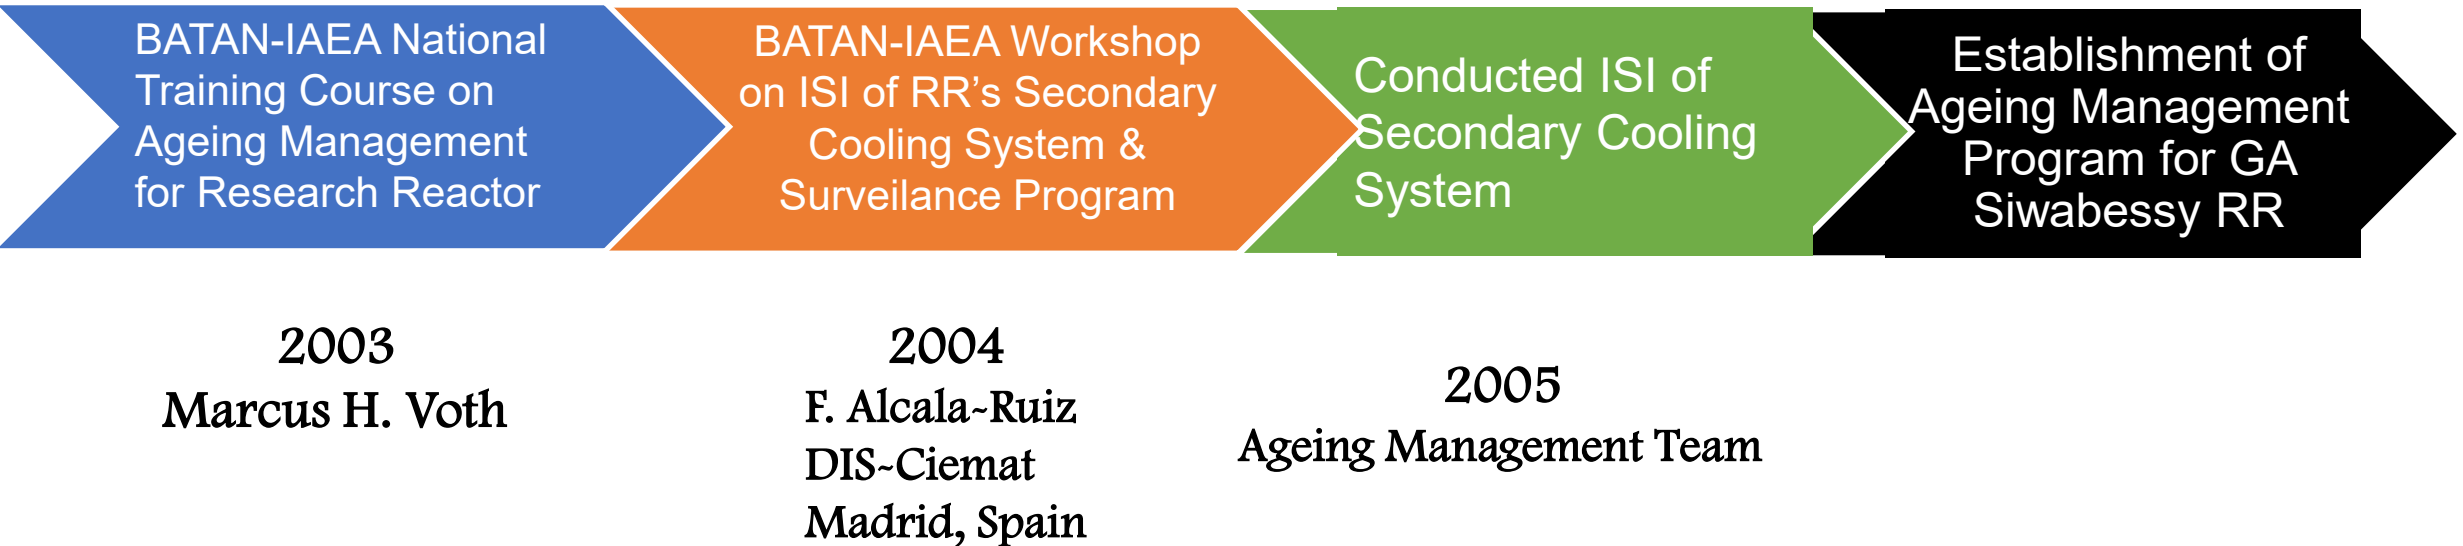 BATAN-IAEA National
Training Course on
Ageing Management
for Research Reactor
BATAN-IAEA Workshop
on ISI of RR’s Secondary
Cooling System &
Surveilance Program
Conducted ISI of
Secondary Cooling
System
Establishment of
Ageing Management
Program for GA
Siwabessy RR
2003
Marcus H. Voth
2004
F. Alcala~Ruiz
DIS~Ciemat
Madrid, Spain
2005
Ageing Management Team